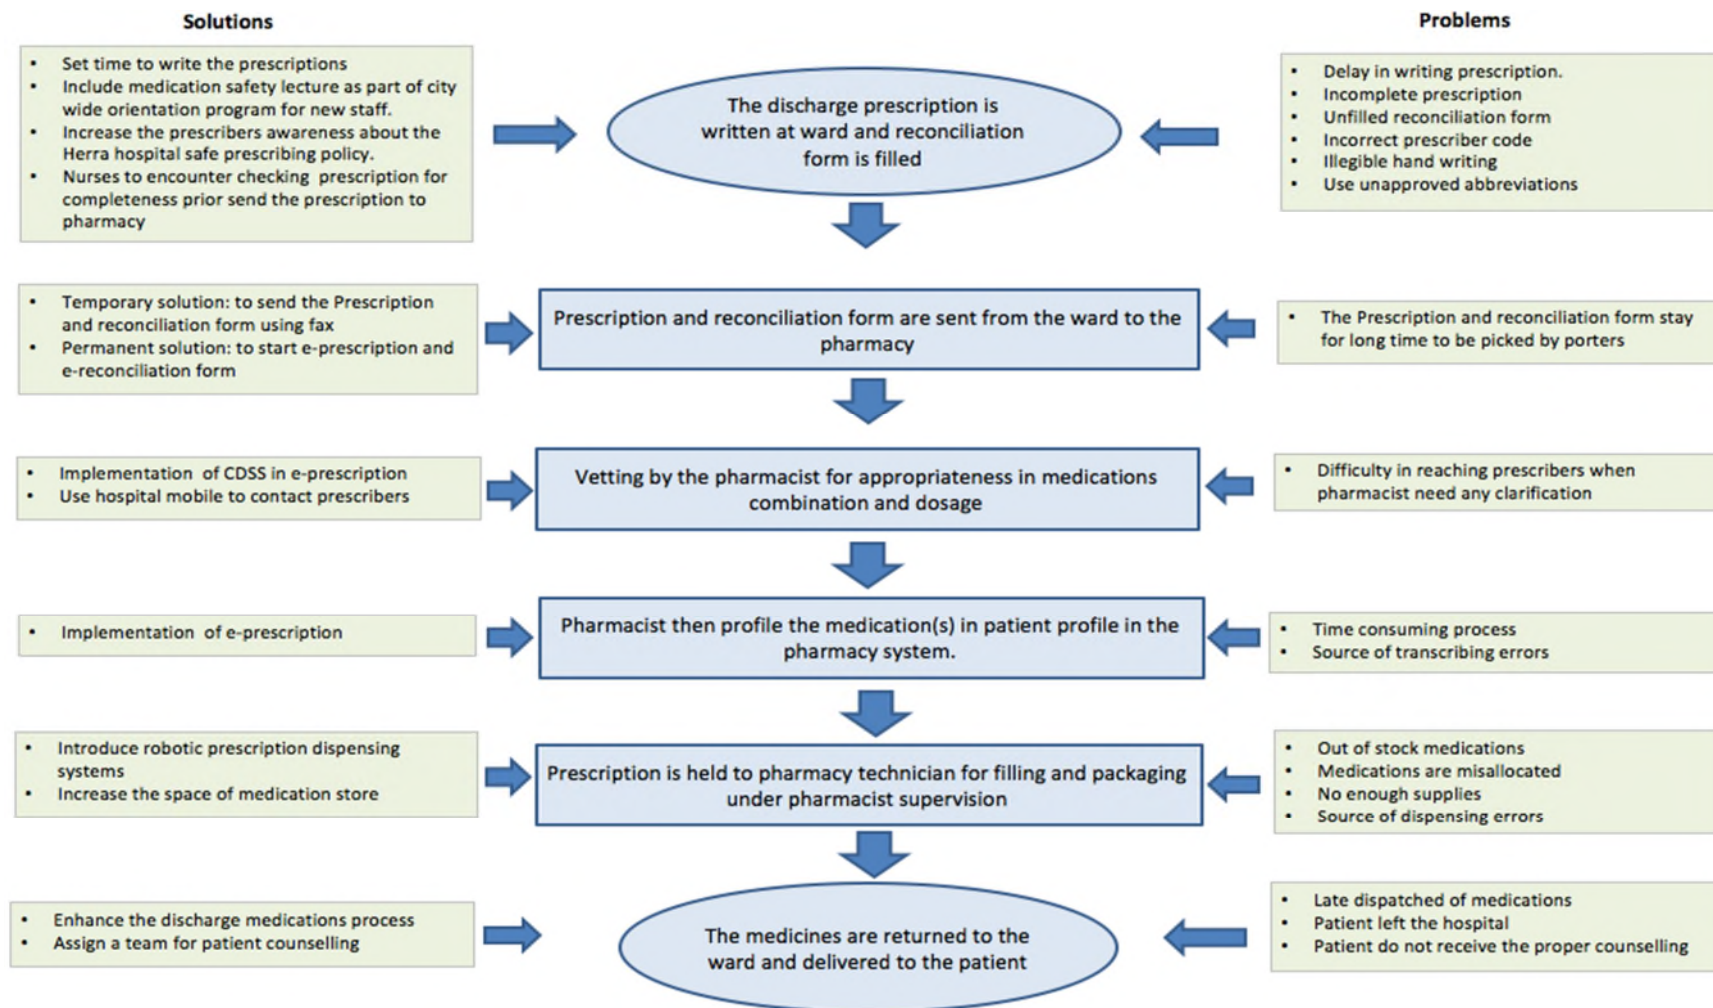 Solutions
Problems
• Set time to write the prescriptions
• Include medication safety lecture as part of city
wide orientation program for new staff.
• Increase the prescribers awareness about the
Herra hospital safe prescribing policy.
• Nurses to encounter checking prescription for
completeness prior send the prescription to
pharmacy
The discharge prescription is
written at ward and reconciliation
form is filled
• Delay in writing prescription.
• Incomplete prescription
• Unfilled reconciliation form
• Incorrect prescriber code
• Illegible hand writing
• Use unapproved abbreviations
• Temporary solution: to send the Prescription
and reconciliation form using fax
• Permanent solution: to start e-prescription and
e-reconciliation form
Prescription and reconciliation form are sent from the ward to the
pharmacy
• The Prescription and reconciliation form stay
for long time to be picked by porters
• Implementation of CDSS in e-prescription
• Use hospital mobile to contact prescribers
Vetting by the pharmacist for appropriateness in medications
combination and dosage
• Difficulty in reaching prescribers when
pharmacist need any clarification
• Implementation of e-prescription
Pharmacist then profile the medication(s) in patient profile in the
pharmacy system.
• Time consuming process
• Source of transcribing errors
• Introduce robotic prescription dispensing
systems
• Increase the space of medication store
Prescription is held to pharmacy technician for filling and packaging
under pharmacist supervision
• Out of stock medications
• Medications are misallocated
• No enough supplies
• Source of dispensing errors
• Enhance the discharge medications process
• Assign a team for patient counselling
The medicines are returned to the
ward and delivered to the patient
• Late dispatched of medications
• Patient left the hospital
• Patient do not receive the proper counselling